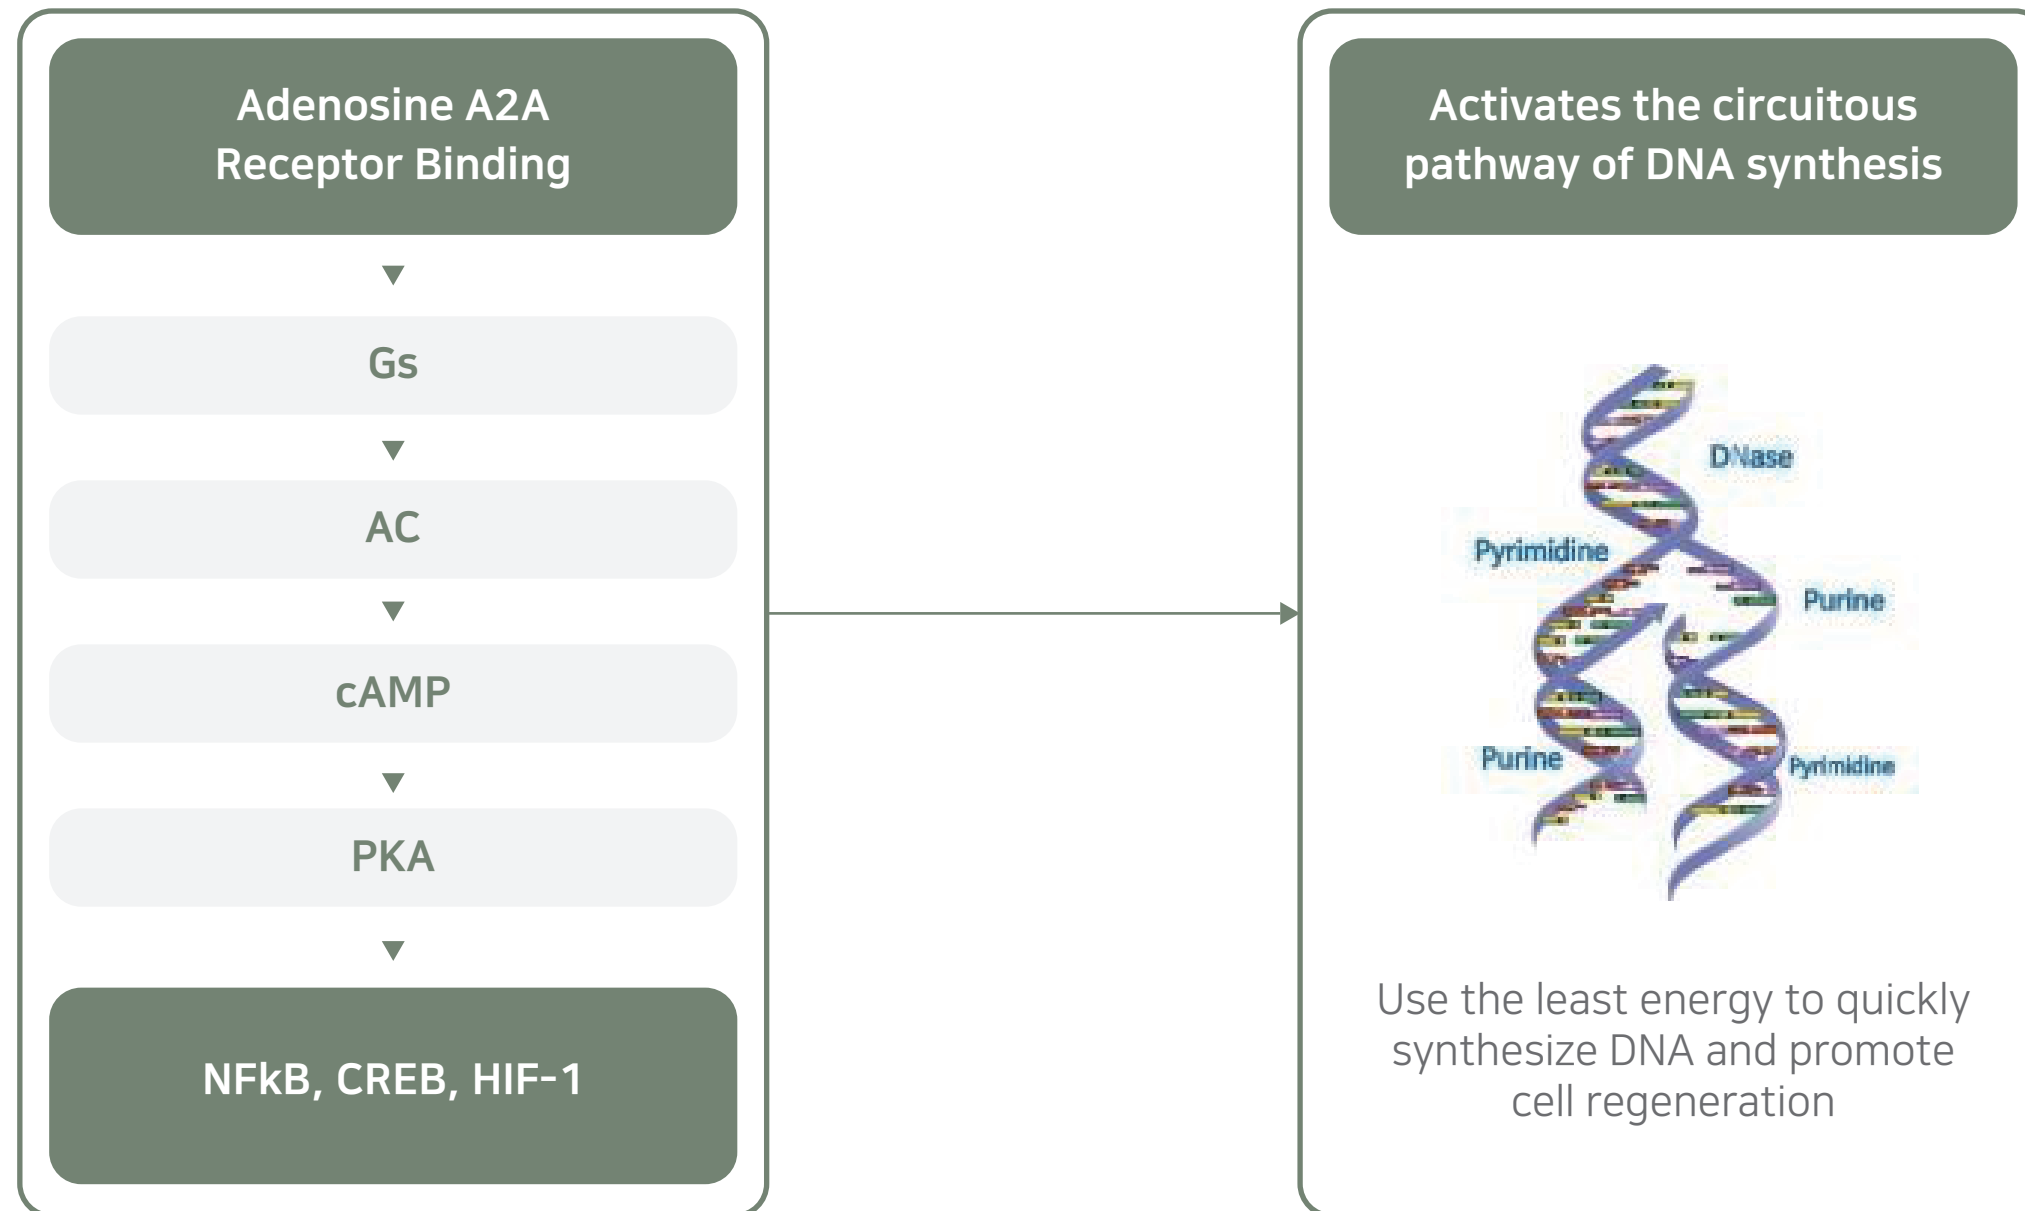 Adenosine A2A
Receptor Binding
Gs
AC
cAMP
PKA
NFkB, CREB, HIF-1
Activates the circuitous
pathway of DNA synthesis
DNase
Pyrimidine
Purine
Purine
Pyrimidine
Use the least energy to quickly
synthesize DNA and promote
cell regeneration